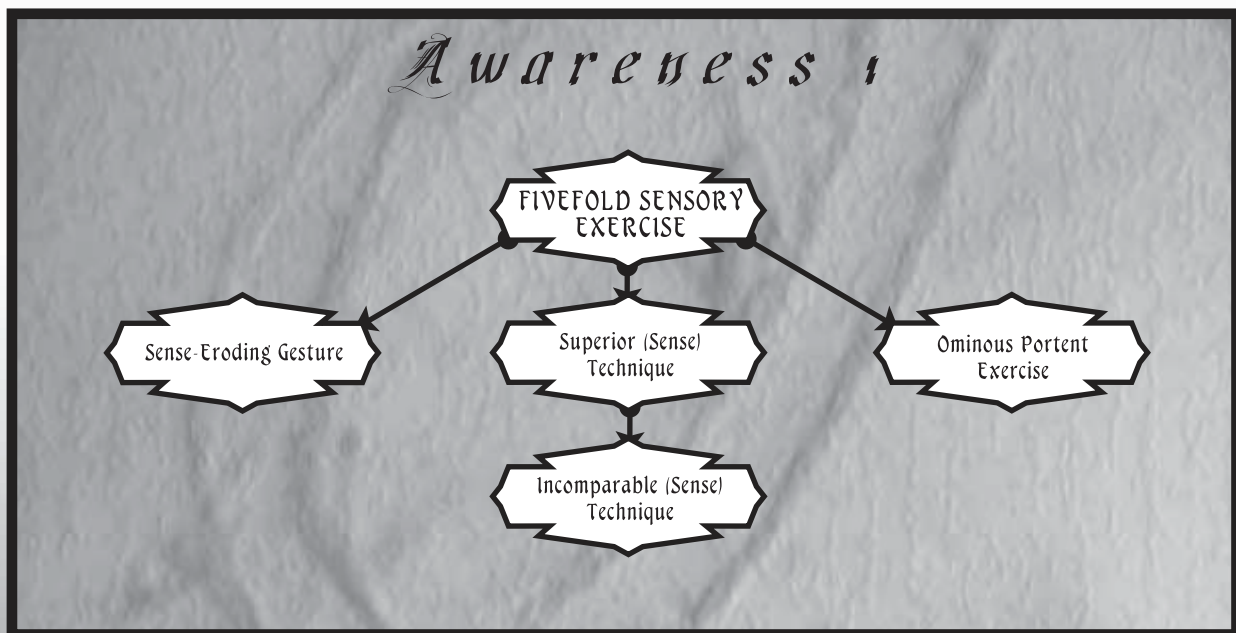 Awareness 1
FIVEFOLD SENSORY
EXERCISE
Sense-Eroding Gesture
Superior (Sense)
Technique
Ominous Portent
Exercise
Incomparable (Sense)
Technique